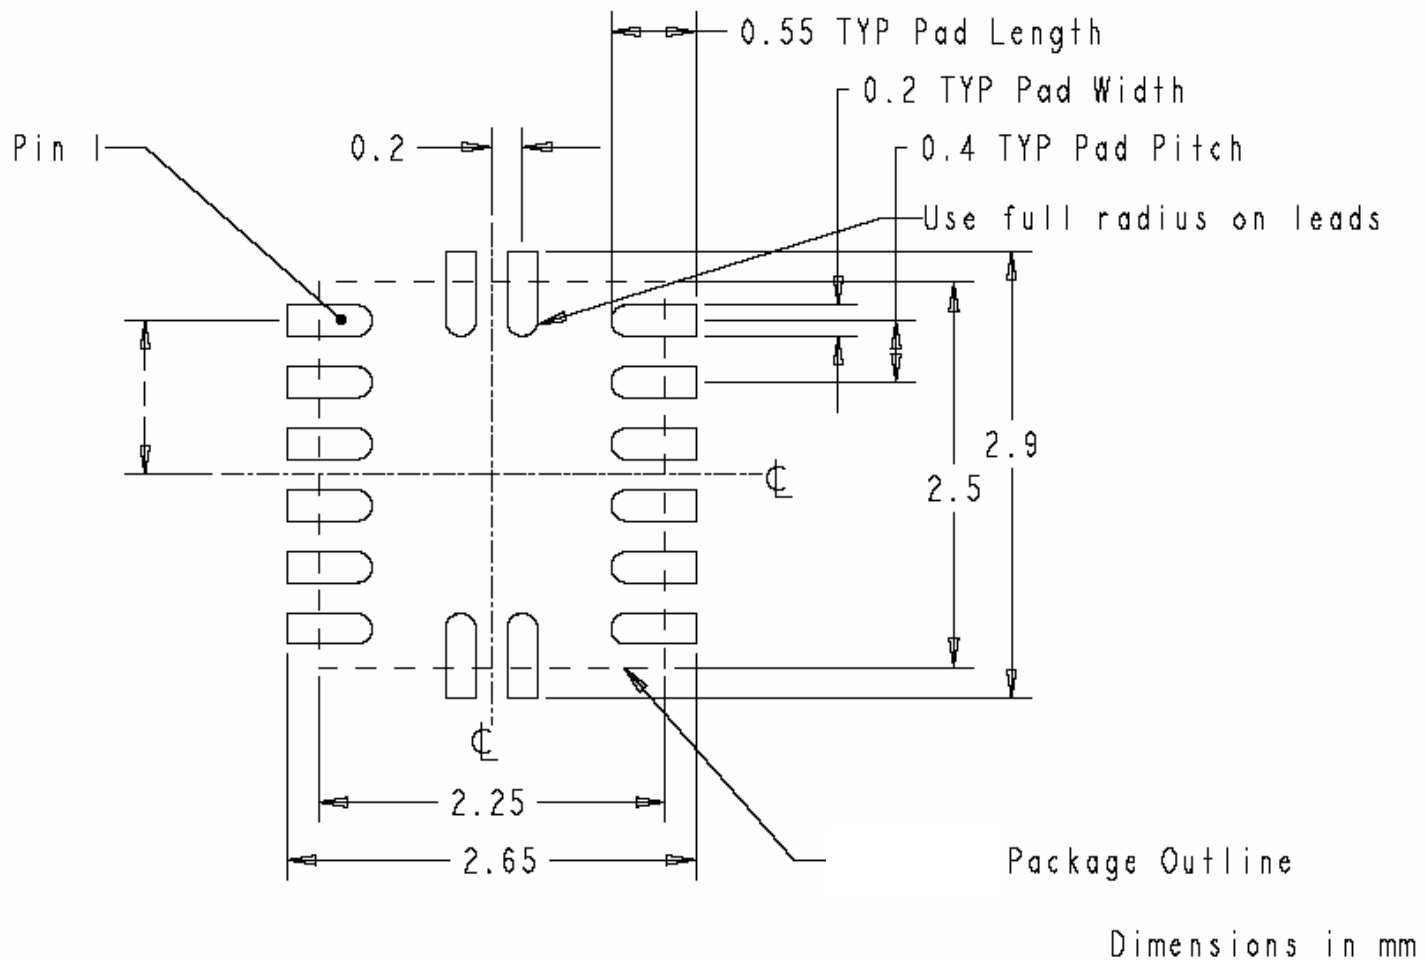 0.55 TYP Pad Length
0.2 TYP Pad Width
Pin 1
0.2
0.4 TYP Pad Pitch
Use full radius on leads
2.9
2.5
℄
℄
2.25
2.65
Package Outline
Dimensions in mm